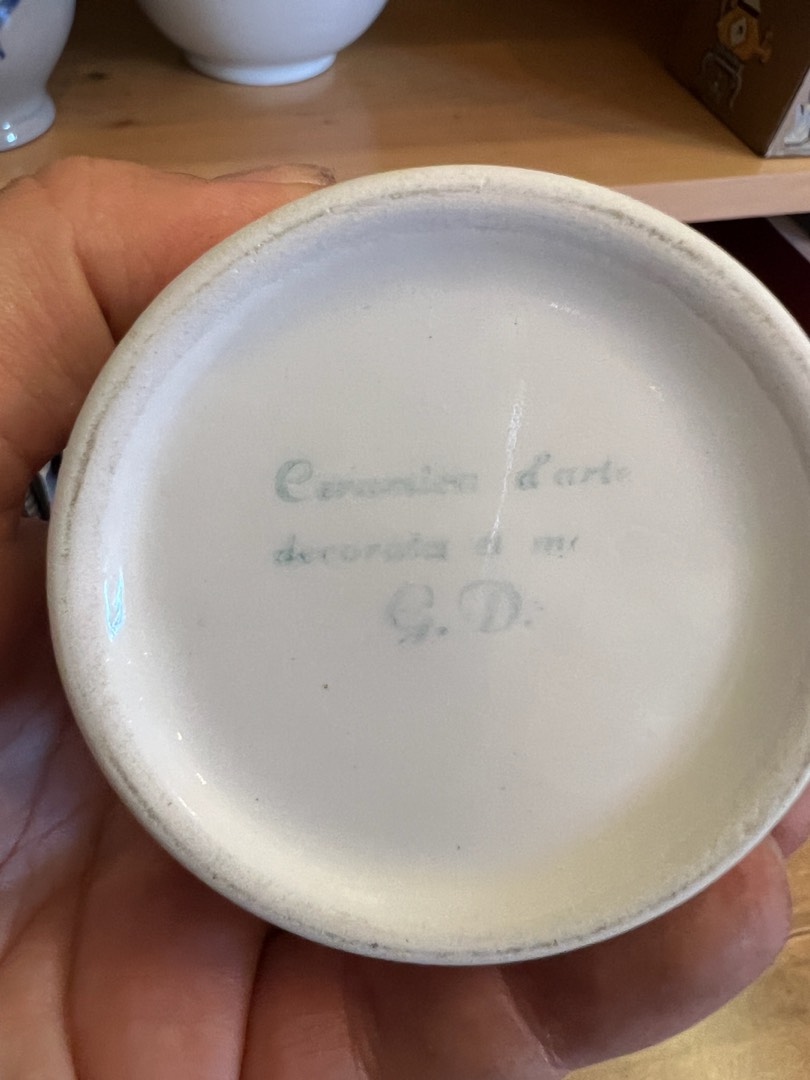 Ceramica d'arte
decorata a m
G. D.